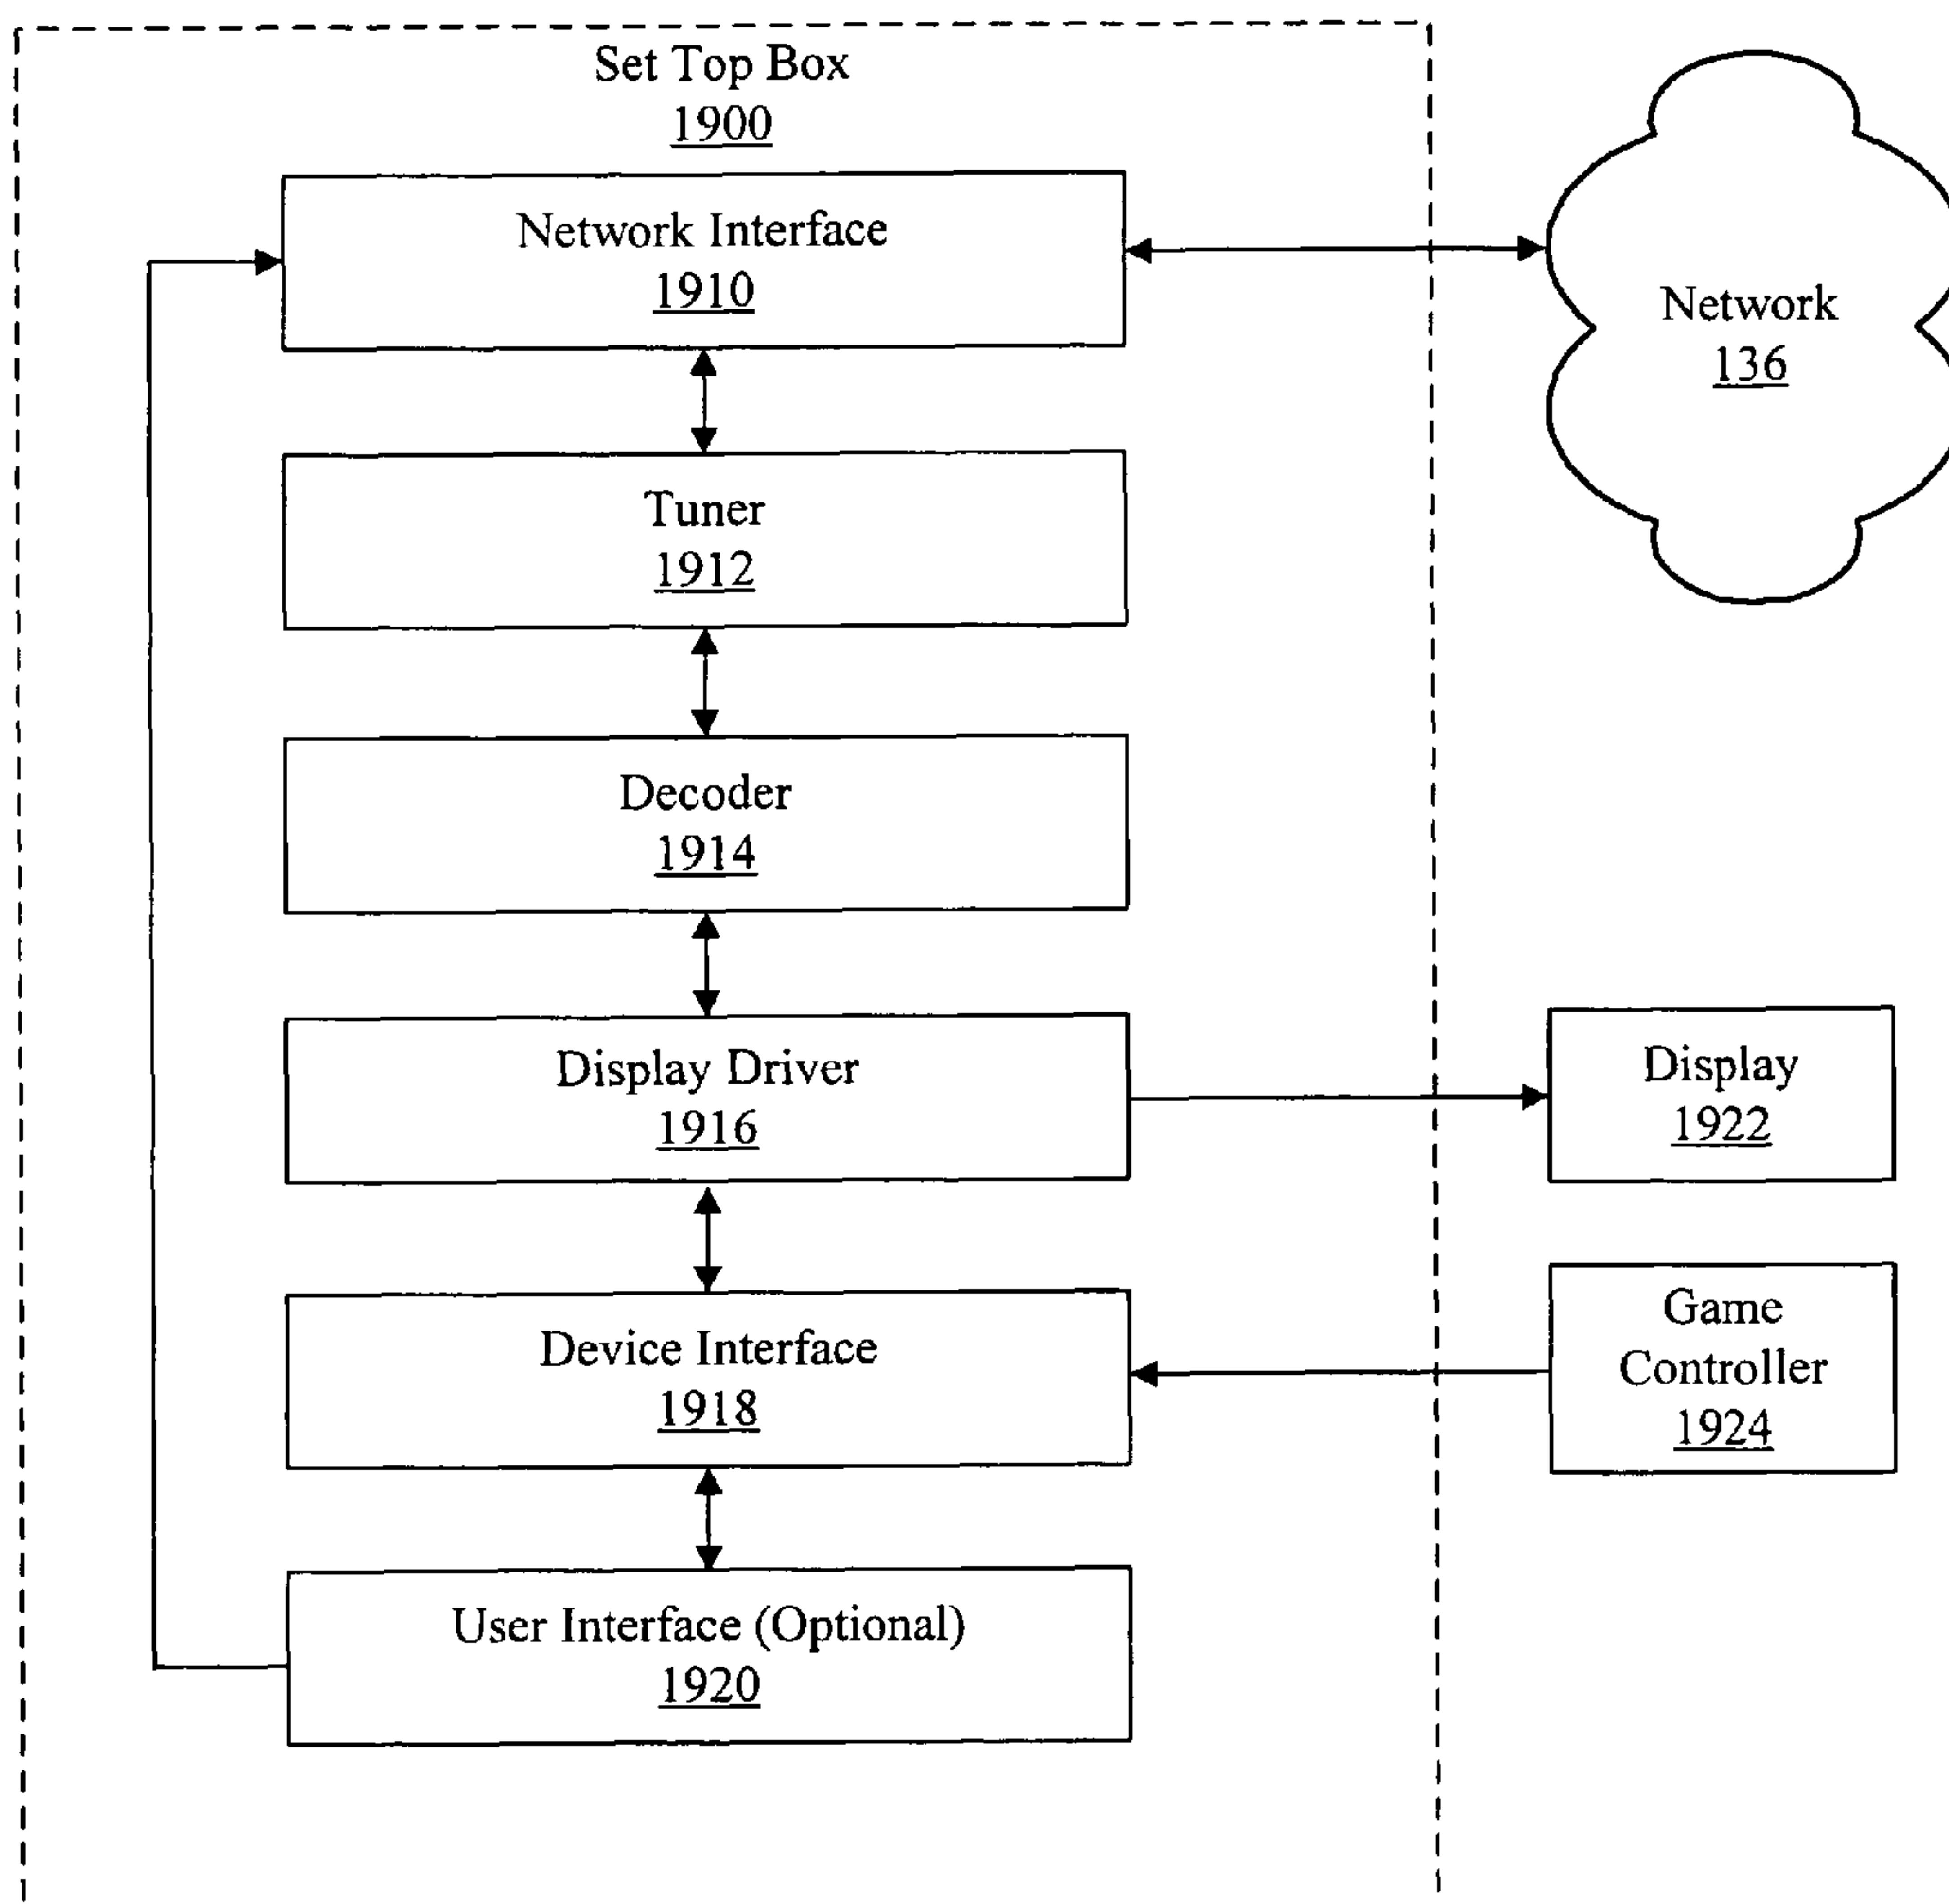 Set Top Box
1900
Network Interface
1910
Network
136
Tuner
1912
Decoder
1914
Display Driver
1916
Display
1922
Device Interface
1918
Game
Controller
1924
User Interface (Optional)
1920